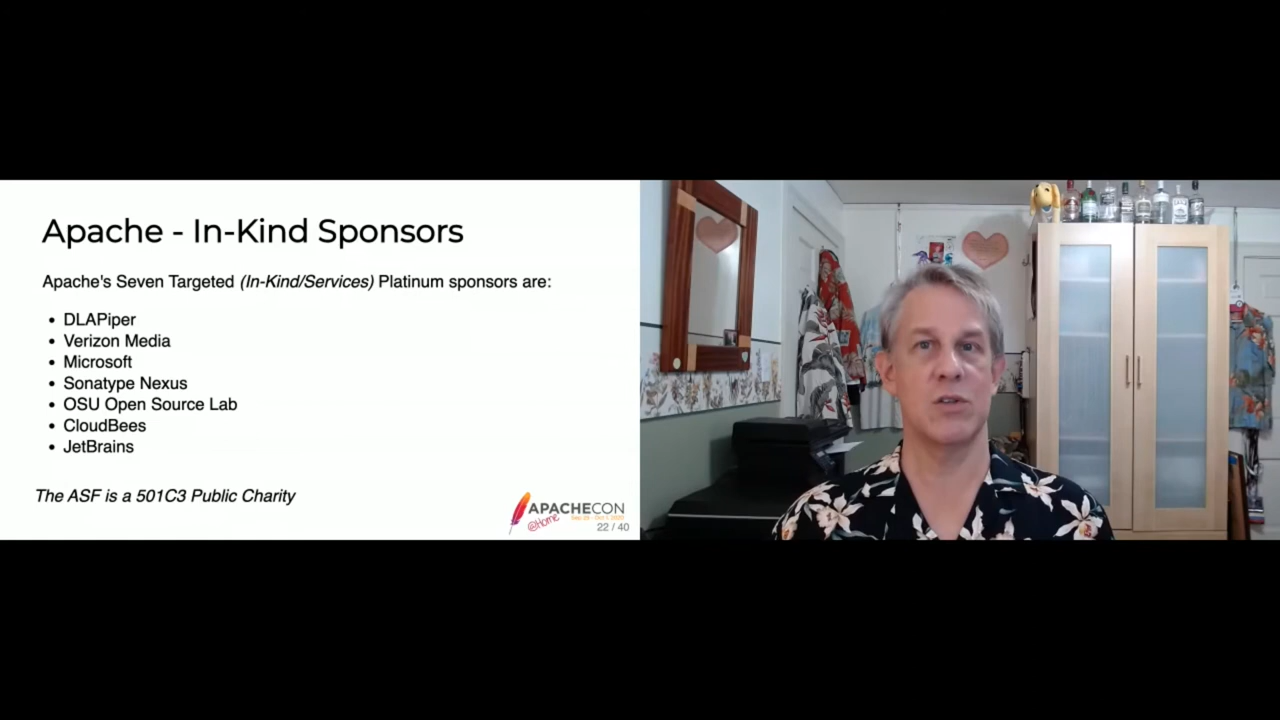 Apache - In-Kind Sponsors
Apache's Seven Targeted (In-Kind/Services) Platinum sponsors are:
• DLAPiper
• Verizon Media
• Microsoft
• Sonatype Nexus
• OSU Open Source Lab
• CloudBees
• JetBrains
The ASF is a 501C3 Public Charity
APACHECON
@Home
22 / 40